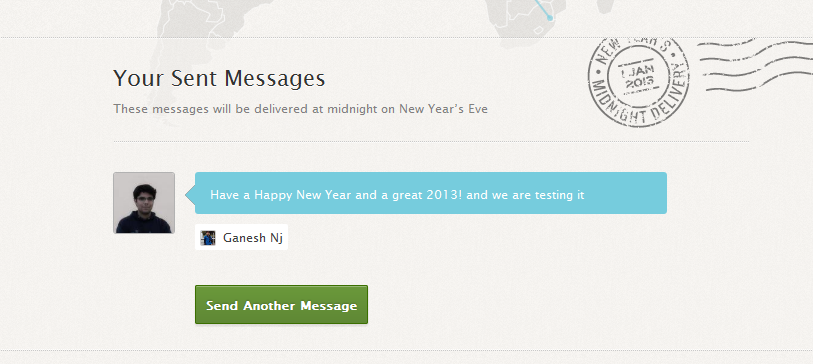 Your Sent Messages
These messages will be delivered at midnight on New Year's Eve
NEW YEAR'S
1 JAN
2013
MIDNIGHT DELIVERY
Have a Happy New Year and a great 2013! and we are testing it
Ganesh Nj
Send Another Message